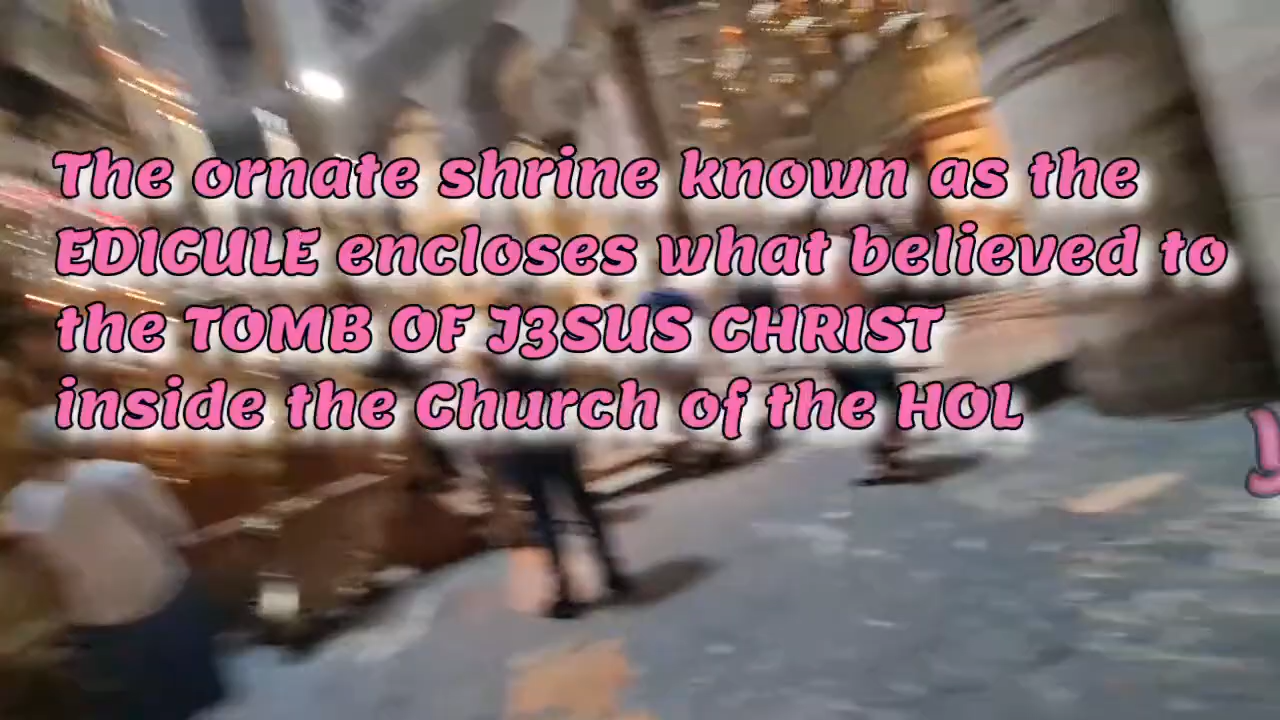 The ornate shrine known as the
EDICULE encloses what believed to
the TOMB OF J3SUS CHRIST
inside the Church of the HOL